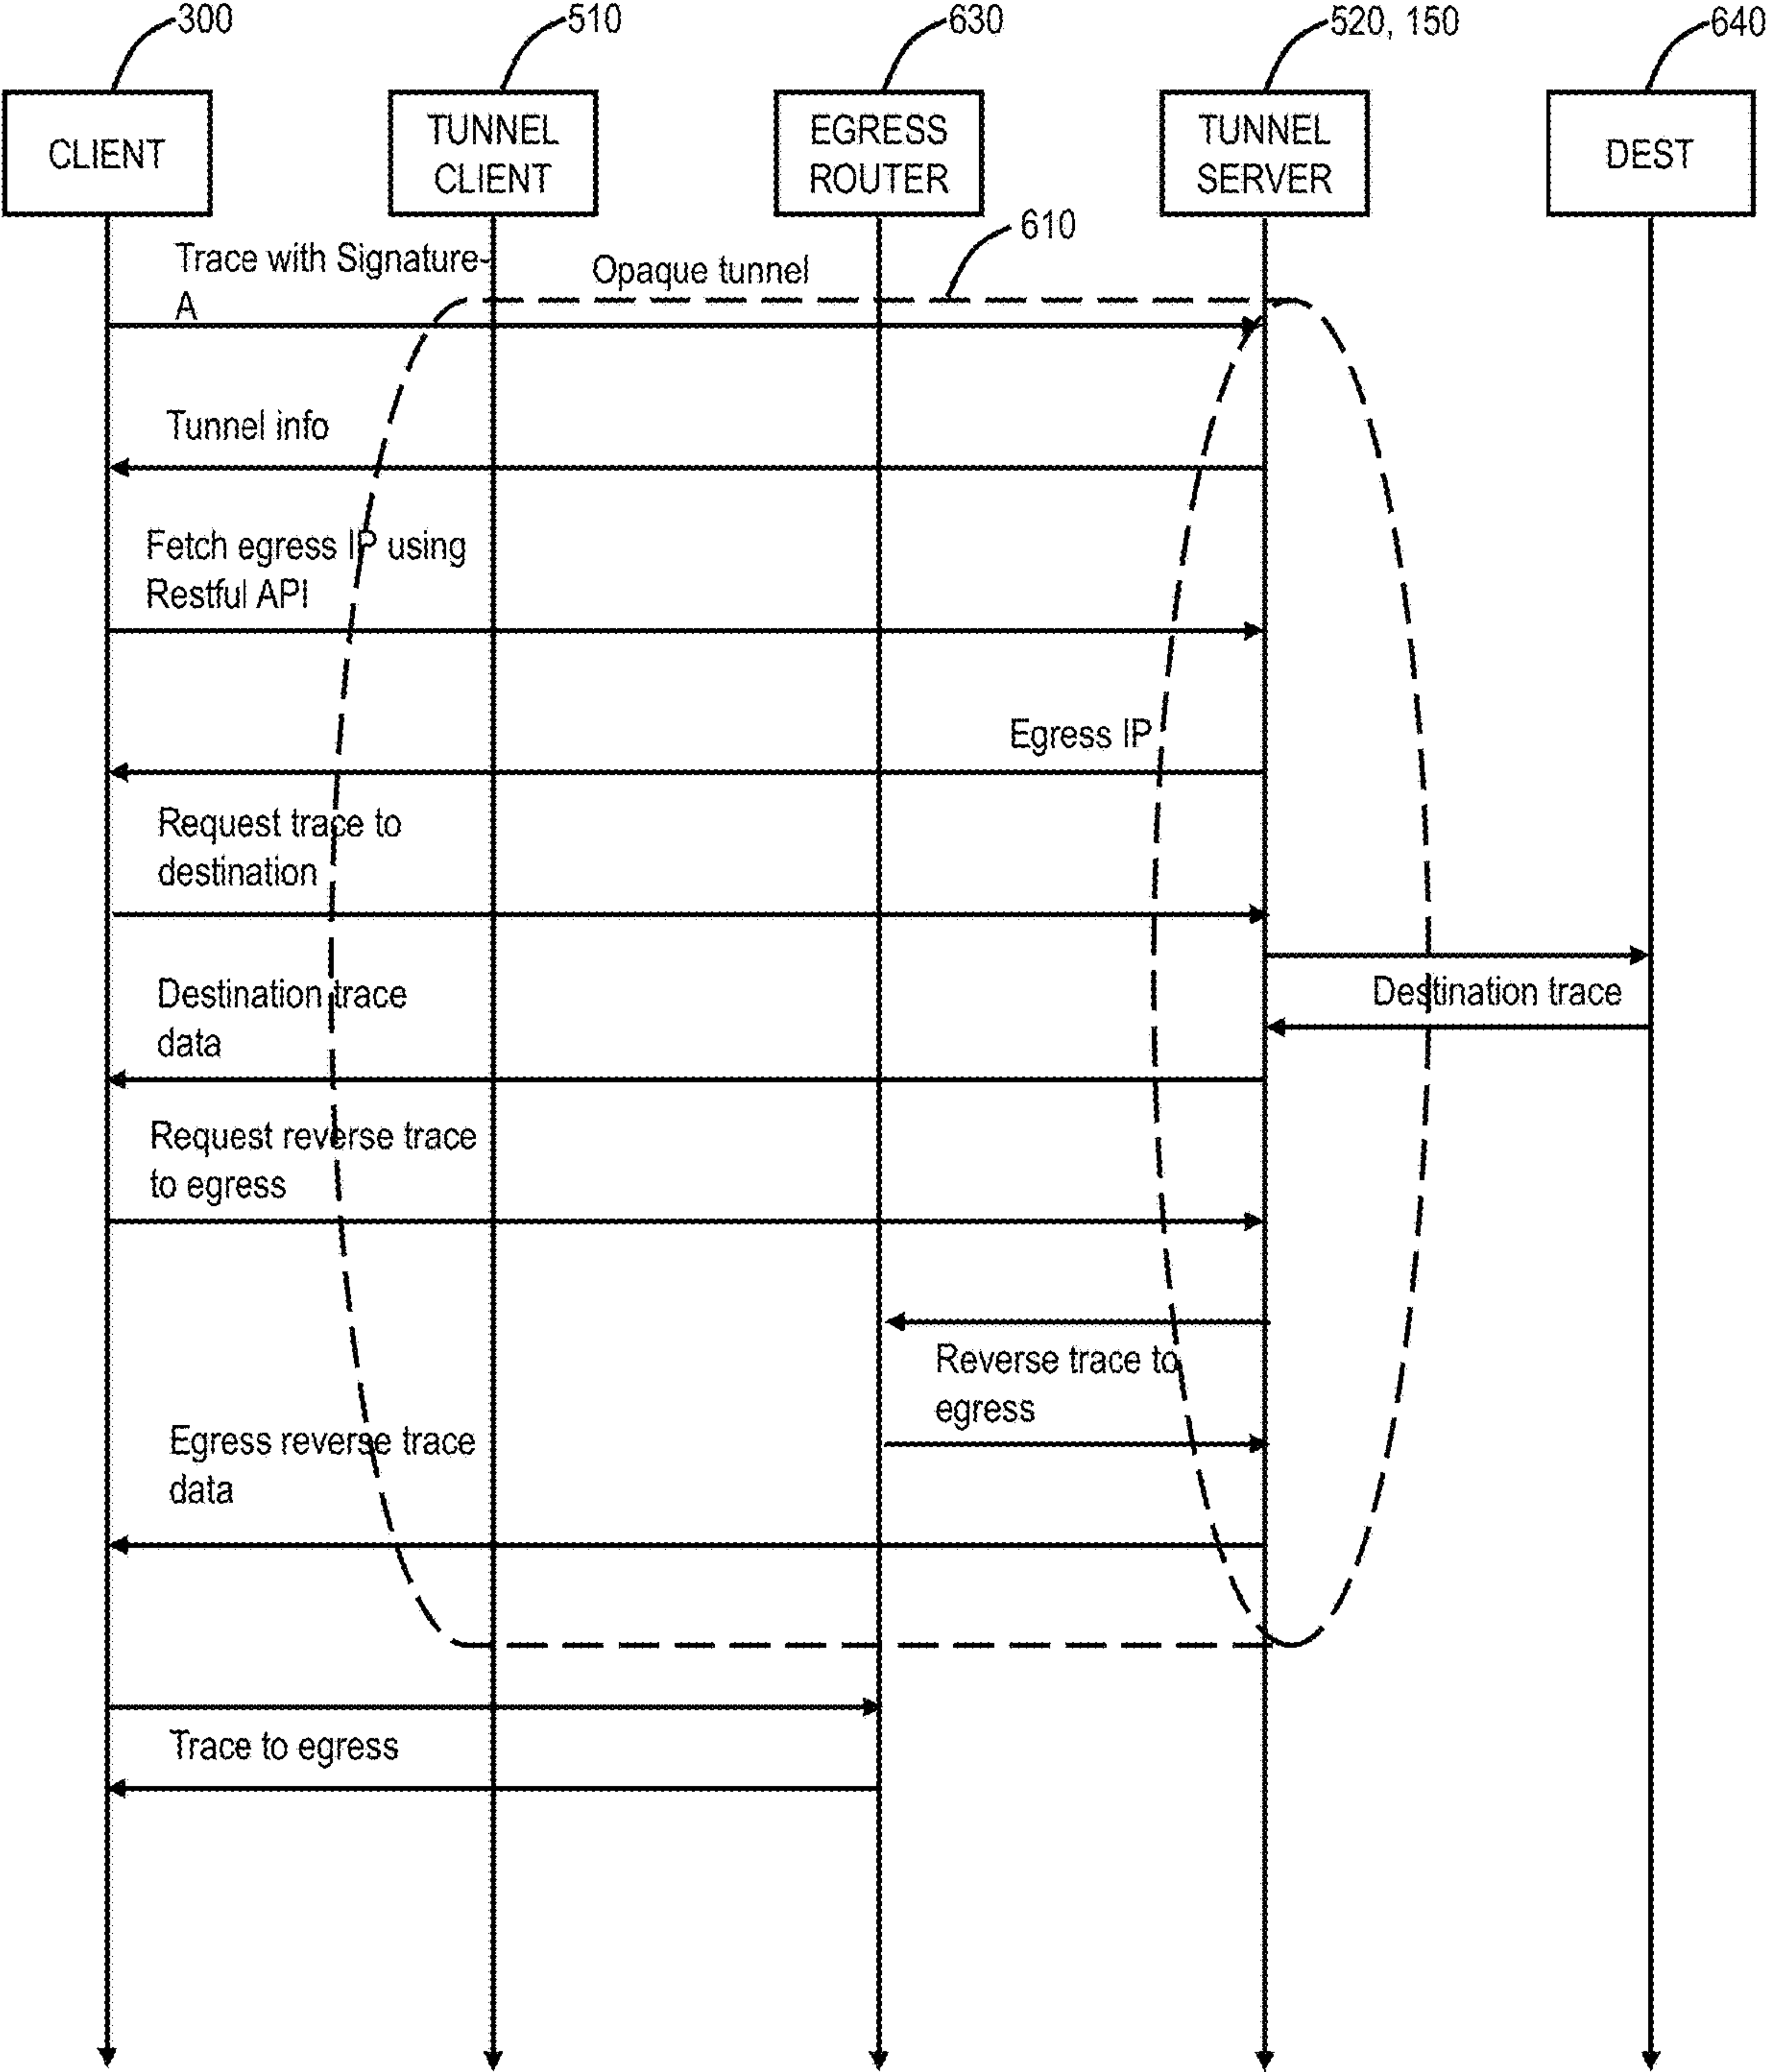 300
510
630
520, 150
640
CLIENT
TUNNEL
CLIENT
EGRESS
ROUTER
TUNNEL
SERVER
DEST
610
Trace with Signature-
A
Opaque tunnel
Tunnel info
Fetch egress IP using
Restful API
Egress IP
Request trace to
destination
Destination trace
data
Destination trace
Request reverse trace
to egress
Reverse trace to
egress
Egress reverse trace
data
Trace to egress